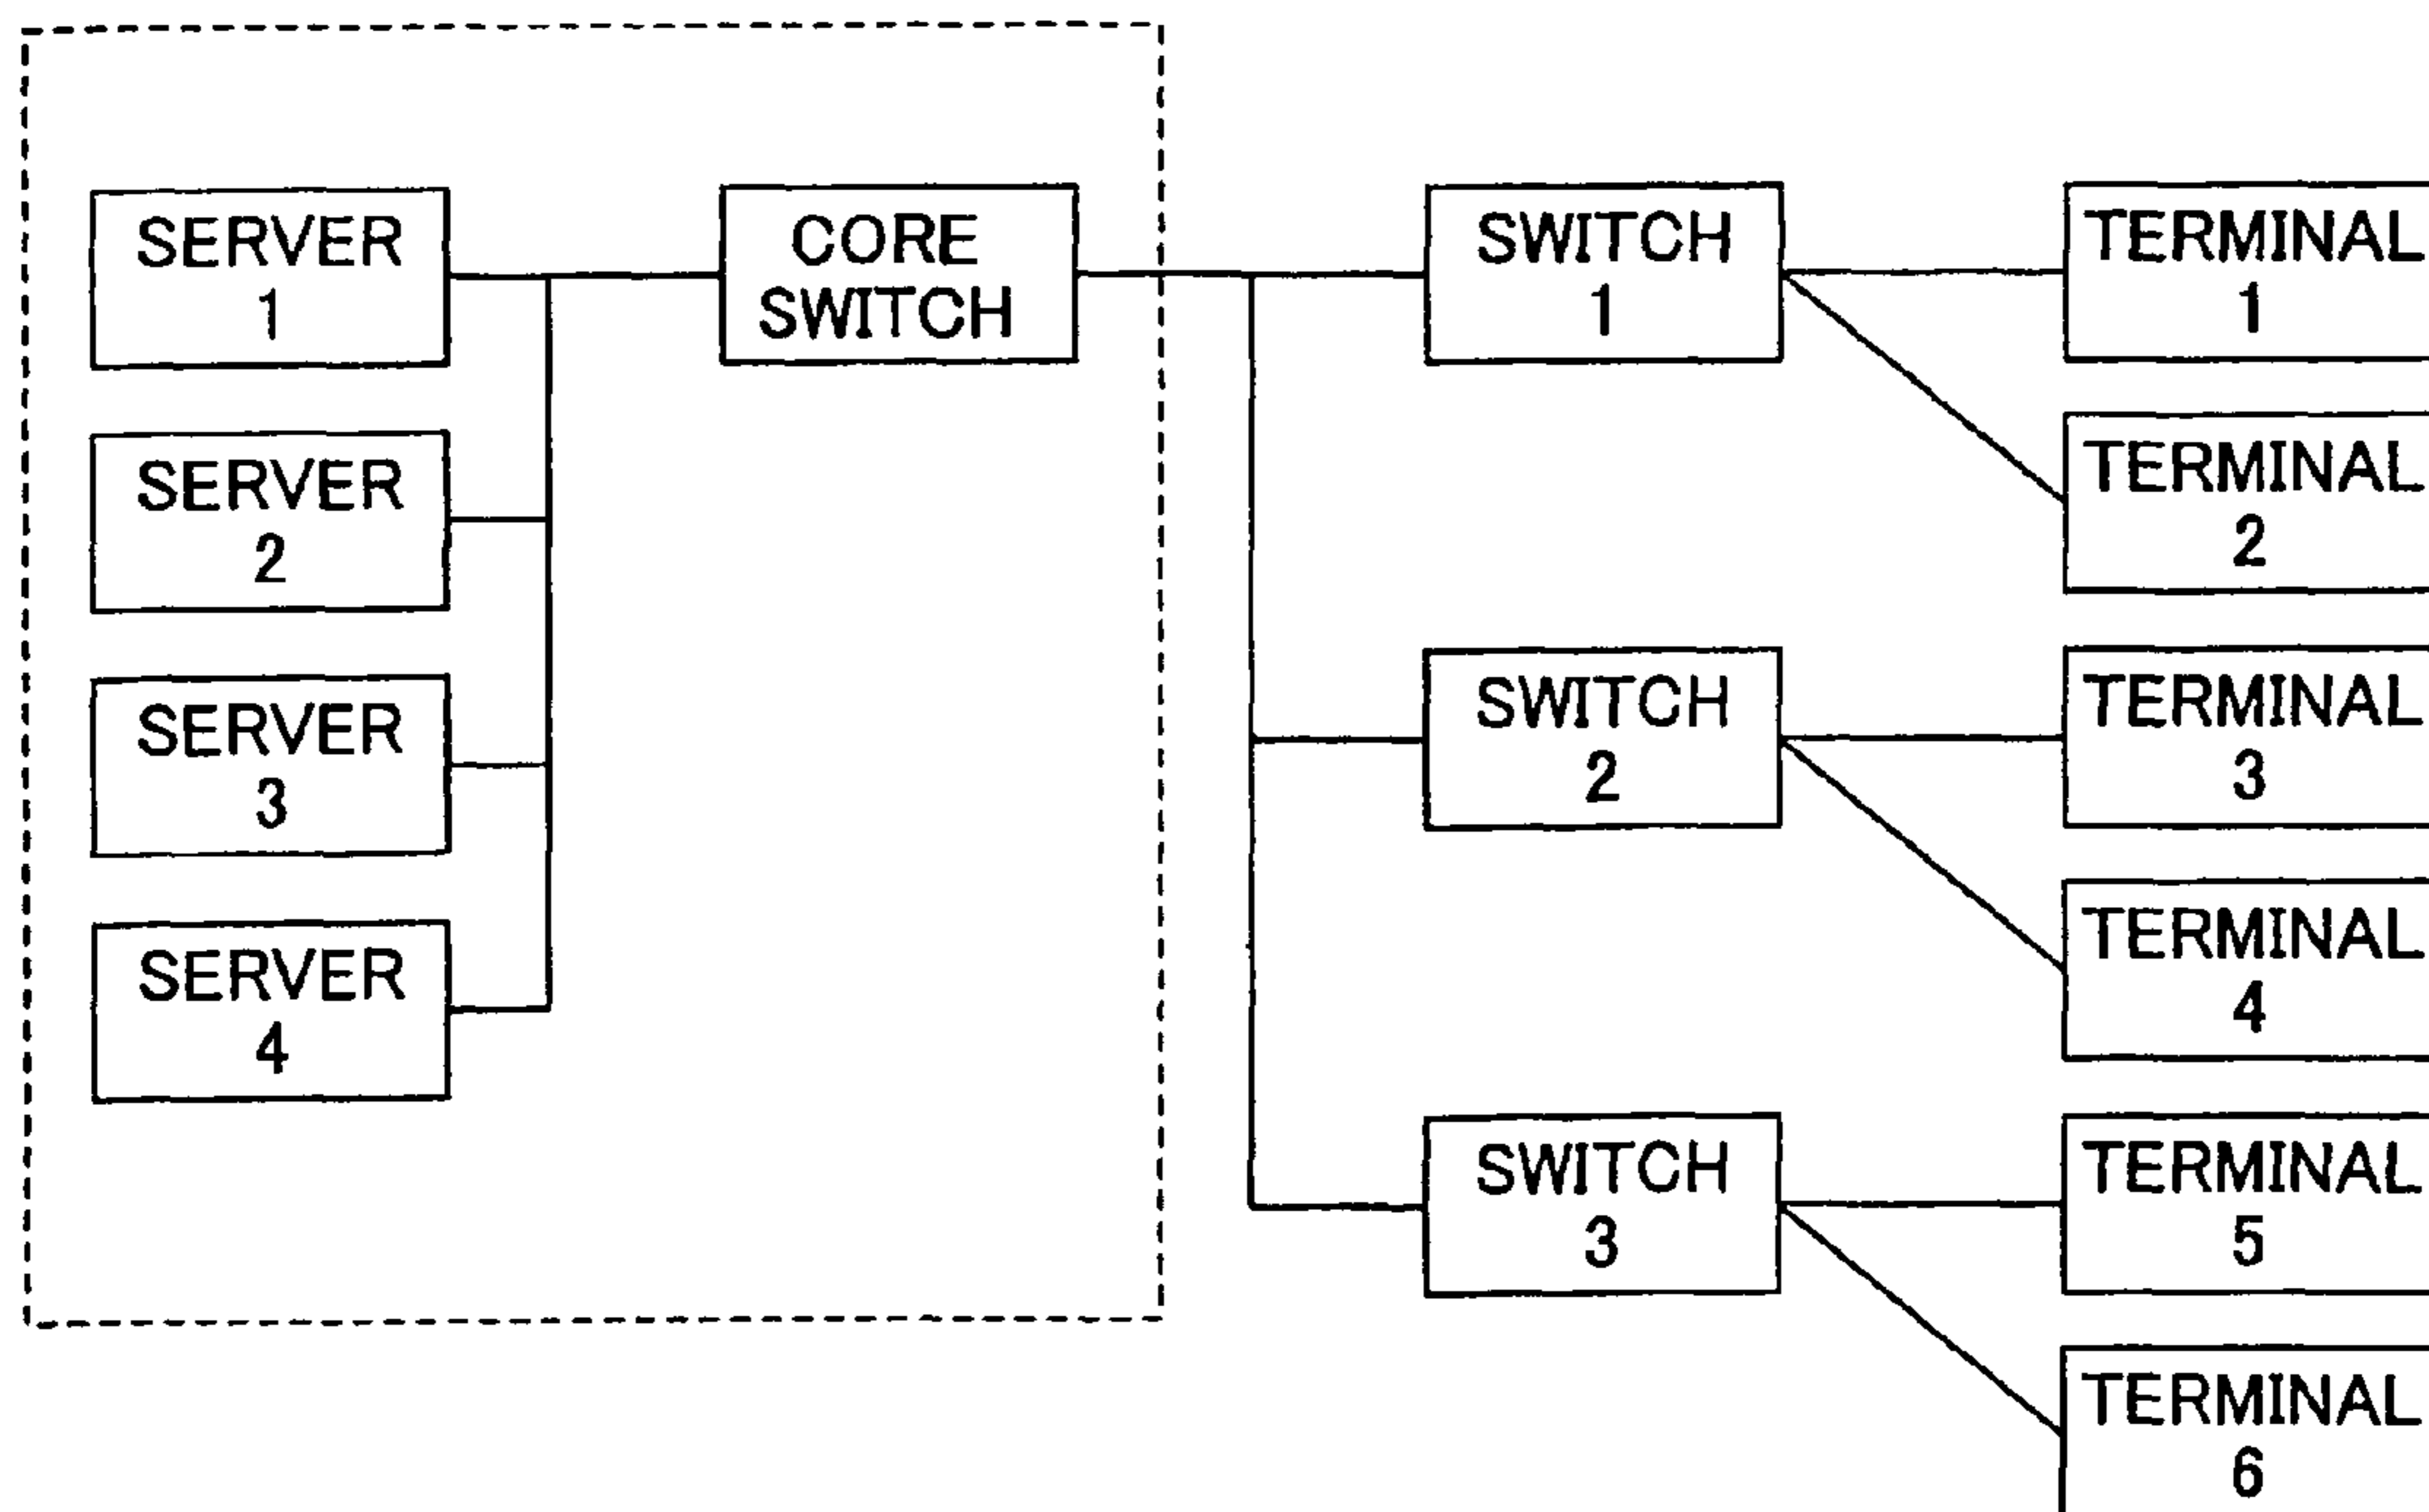 SERVER
1
CORE
SWITCH
SWITCH
1
TERMINAL
1
SERVER
2
TERMINAL
2
SERVER
3
SWITCH
2
TERMINAL
3
SERVER
4
TERMINAL
4
SWITCH
3
TERMINAL
5
TERMINAL
6